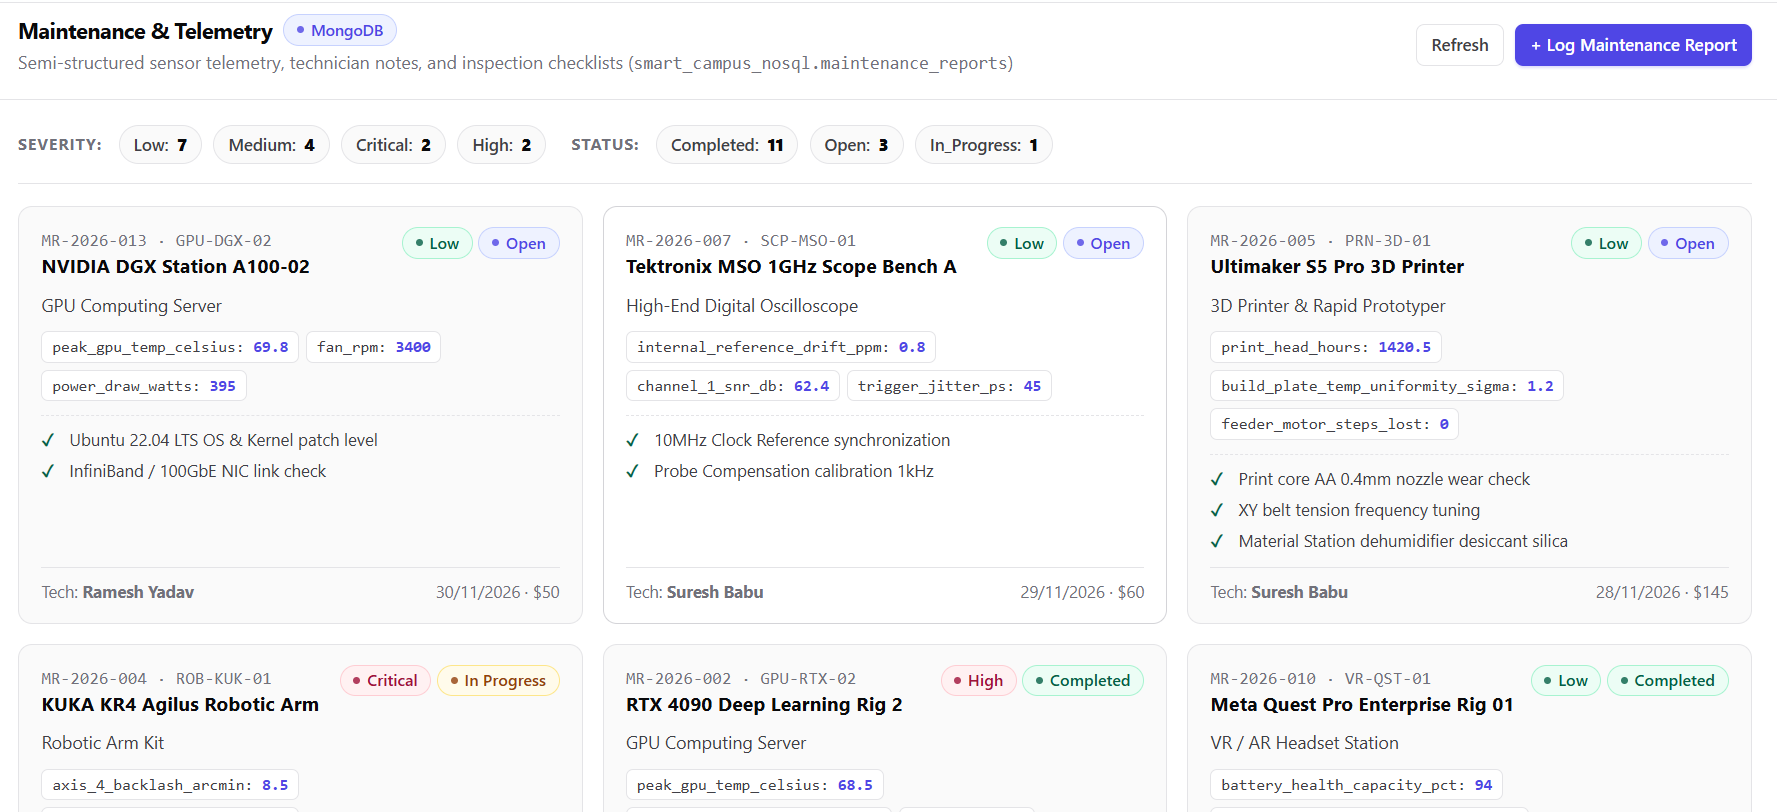 Maintenance & Telemetry MongoDB
Semi-structured sensor telemetry, technician notes, and inspection checklists (smart_campus_nosql.maintenance_reports)
Refresh
+ Log Maintenance Report
SEVERITY: Low: 7 Medium: 4 Critical: 2 High: 2 STATUS: Completed: 11 Open: 3 In_Progress: 1
MR-2026-013 · GPU-DGX-02
Low Open
NVIDIA DGX Station A100-02
GPU Computing Server
peak_gpu_temp_celsius: 69.8 fan_rpm: 3400
power_draw_watts: 395
✓ Ubuntu 22.04 LTS OS & Kernel patch level
✓ InfiniBand / 100GbE NIC link check
Tech: Ramesh Yadav 30/11/2026 · $50
MR-2026-007 · SCP-MSO-01
Low Open
Tektronix MSO 1GHz Scope Bench A
High-End Digital Oscilloscope
internal_reference_drift_ppm: 0.8
channel_1_snr_db: 62.4 trigger_jitter_ps: 45
✓ 10MHz Clock Reference synchronization
✓ Probe Compensation calibration 1kHz
Tech: Suresh Babu 29/11/2026 · $60
MR-2026-005 · PRN-3D-01
Low Open
Ultimaker S5 Pro 3D Printer
3D Printer & Rapid Prototyper
print_head_hours: 1420.5
build_plate_temp_uniformity_sigma: 1.2
feeder_motor_steps_lost: 0
✓ Print core AA 0.4mm nozzle wear check
✓ XY belt tension frequency tuning
✓ Material Station dehumidifier desiccant silica
Tech: Suresh Babu 28/11/2026 · $145
MR-2026-004 · ROB-KUK-01
Critical In Progress
KUKA KR4 Agilus Robotic Arm
Robotic Arm Kit
axis_4_backlash_arcmin: 8.5
MR-2026-002 · GPU-RTX-02
High Completed
RTX 4090 Deep Learning Rig 2
GPU Computing Server
peak_gpu_temp_celsius: 68.5
MR-2026-010 · VR-QST-01
Low Completed
Meta Quest Pro Enterprise Rig 01
VR / AR Headset Station
battery_health_capacity_pct: 94